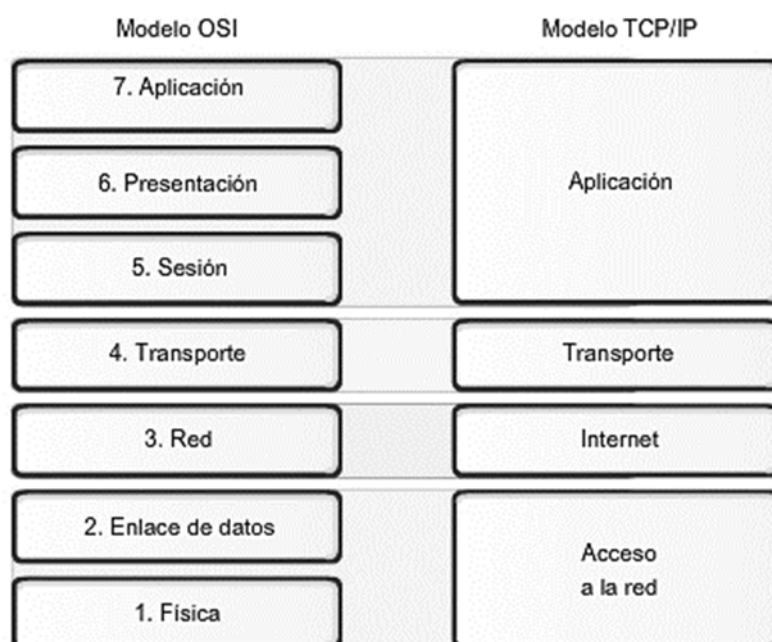 Modelo OSI
Modelo TCP/IP
7. Aplicación
6. Presentación
5. Sesión
4. Transporte
3. Red
2. Enlace de datos
1. Física
Aplicación
Transporte
Internet
Acceso
a la red